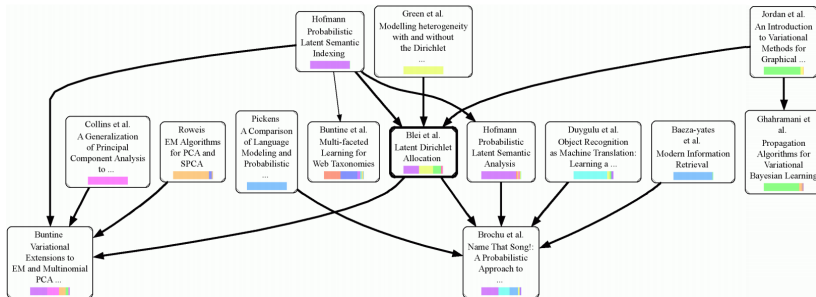 Hofmann
Probabilistic
Latent Semantic
Indexing
Green et al.
Modelling heterogeneity
with and without
the Dirichlet
...
Jordan et al.
An Introduction
to Variational
Methods for
Graphical ...
Collins et al.
A Generalization
of Principal
Component Analysis
to ...
Roweis
EM Algorithms
for PCA and
SPCA
Pickens
A Comparison
of Language
Modeling and
Probabilistic
...
Buntine et al.
Multi-faceted
Learning for
Web Taxonomies
Blei et al.
Latent Dirichlet
Allocation
Hofmann
Probabilistic
Latent Semantic
Analysis
Duygulu et al.
Object Recognition
as Machine Translation:
Learning a ...
Baeza-yates
et al.
Modern Information
Retrieval
Ghahramani et
al.
Propagation
Algorithms for
Variational
Bayesian Learning
Buntine
Variational
Extensions to
EM and Multinomial
PCA ...
Brochu et al.
Name That Song!:
A Probabilistic
Approach to
...